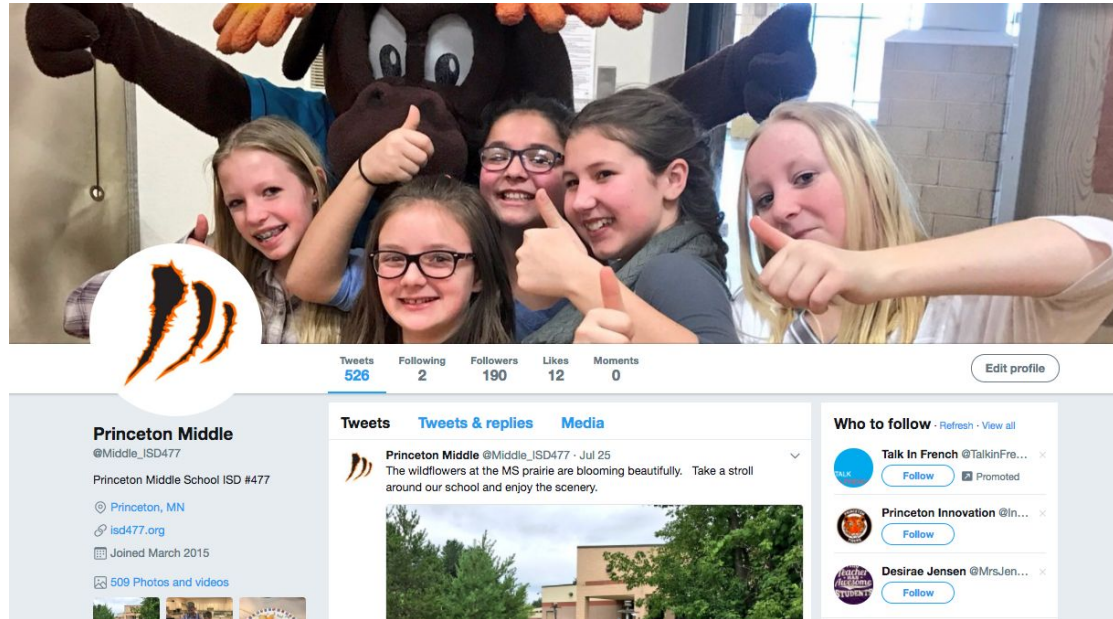 Tweets
526
Following
2
Followers
190
Likes
12
Moments
0
Edit profile
Princeton Middle
@Middle_ISD477
Princeton Middle School ISD #477
Princeton, MN
isd477.org
Joined March 2015
509 Photos and videos
Tweets Tweets & replies Media
Princeton Middle @Middle_ISD477 · Jul 25
The wildflowers at the MS prairie are blooming beautifully. Take a stroll
around our school and enjoy the scenery.
Who to follow · Refresh · View all
TALK
Talk In French @TalkinFre...
Follow Promoted
Princeton Innovation @In...
Follow
Teacher
Awesome
STUDENTS
Desirae Jensen @MrsJen...
Follow